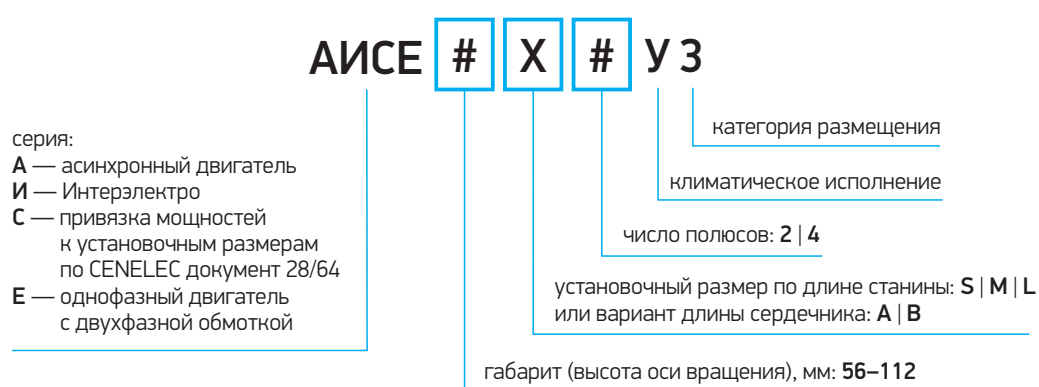 АИСЕ # Х # У 3
серия:
А — асинхронный двигатель
И — Интерэлектро
С — привязка мощностей
к установочным размерам
по CENELEC документ 28/64
Е — однофазный двигатель
с двухфазной обмоткой
категория размещения
климатическое исполнение
число полюсов: 2 | 4
установочный размер по длине станины: S | M | L
или вариант длины сердечника: A | B
габарит (высота оси вращения), мм: 56–112